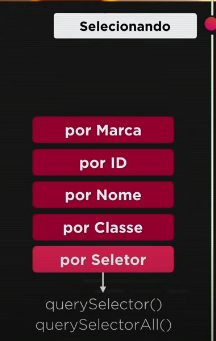 Selecionando
por Marca
por ID
por Nome
por Classe
por Seletor
querySelector()
querySelectorAll()